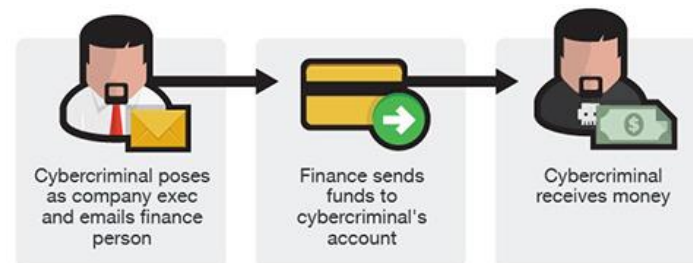 Cybercriminal poses
as company exec
and emails finance
person
Finance sends
funds to
cybercriminal's
account
Cybercriminal
receives money